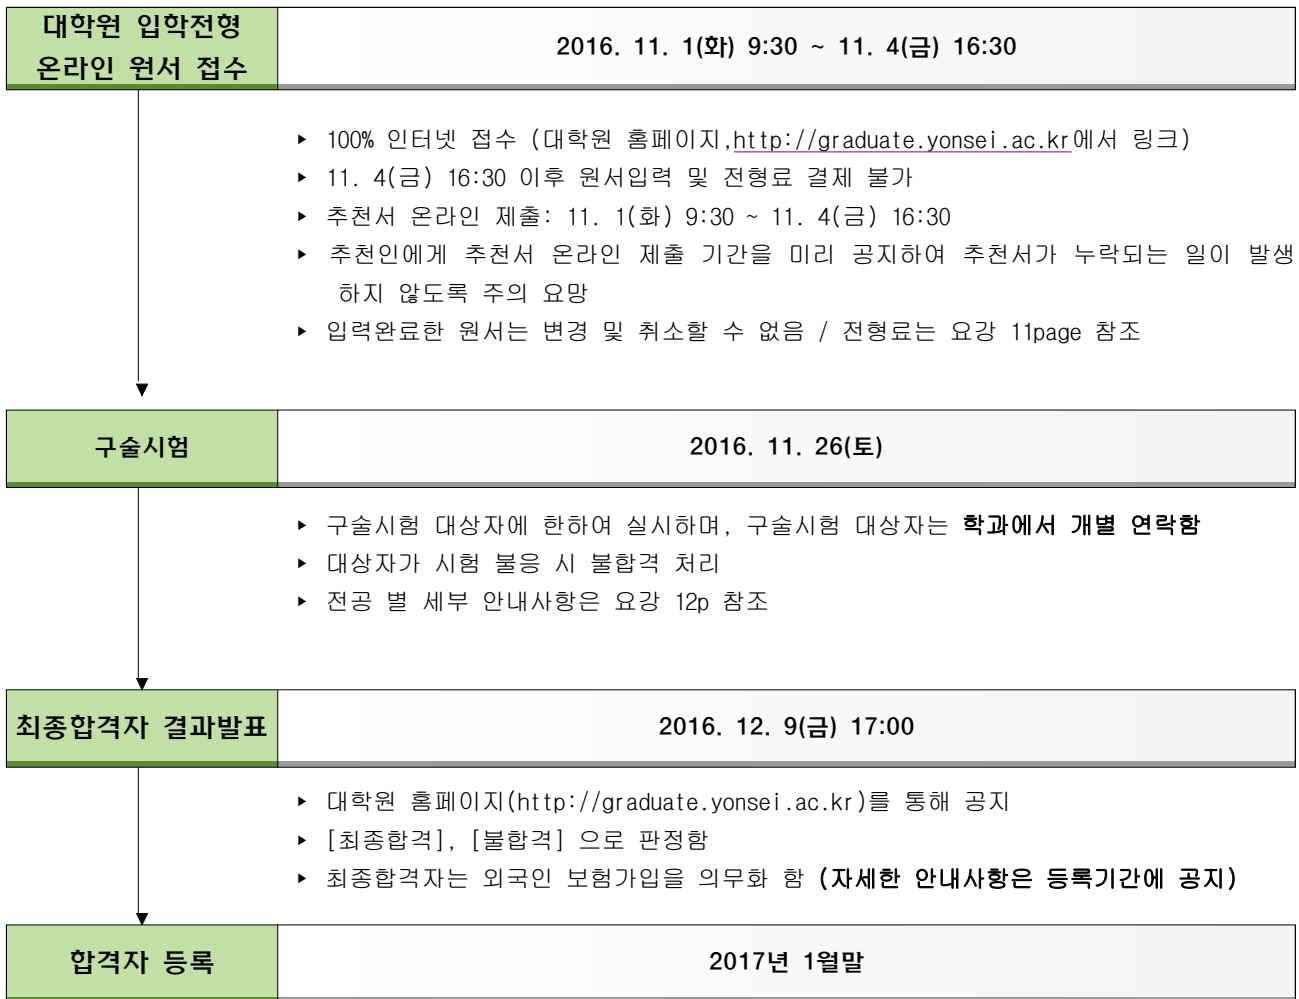 대학원 입학전형
온라인 원서 접수
2016. 11. 1(화) 9:30 ~ 11. 4(금) 16:30
▶ 100% 인터넷 접수 (대학원 홈페이지,http://graduate.yonsei.ac.kr에서 링크)
▶ 11. 4(금) 16:30 이후 원서입력 및 전형료 결제 불가
▶ 추천서 온라인 제출: 11. 1(화) 9:30 ~ 11. 4(금) 16:30
▶ 추천인에게 추천서 온라인 제출 기간을 미리 공지하여 추천서가 누락되는 일이 발생
하지 않도록 주의 요망
▶ 입력완료한 원서는 변경 및 취소할 수 없음 / 전형료는 요강 11page 참조
구술시험
2016. 11. 26(토)
▶ 구술시험 대상자에 한하여 실시하며, 구술시험 대상자는 학과에서 개별 연락함
▶ 대상자가 시험 불응 시 불합격 처리
▶ 전공 별 세부 안내사항은 요강 12p 참조
최종합격자 결과발표
2016. 12. 9(금) 17:00
▶ 대학원 홈페이지(http://graduate.yonsei.ac.kr)를 통해 공지
▶ [최종합격], [불합격] 으로 판정함
▶ 최종합격자는 외국인 보험가입을 의무화 함 (자세한 안내사항은 등록기간에 공지)
합격자 등록
2017년 1월말